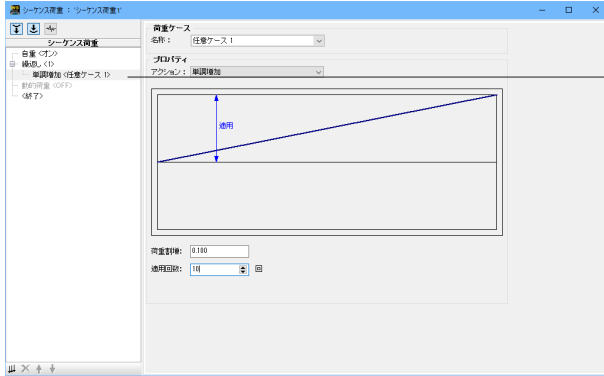 シーケンス荷重 : 'シーケンス荷重1'
シーケンス荷重
自重 <オン>
繰返し <1>
単調増加 <任意ケース 1>
動的荷重 <OFF>
<終了>
荷重ケース
名称: 任意ケース 1
プロパティ
アクション: 単調増加
適用
荷重割増: 0.100
適用回数: 10 回